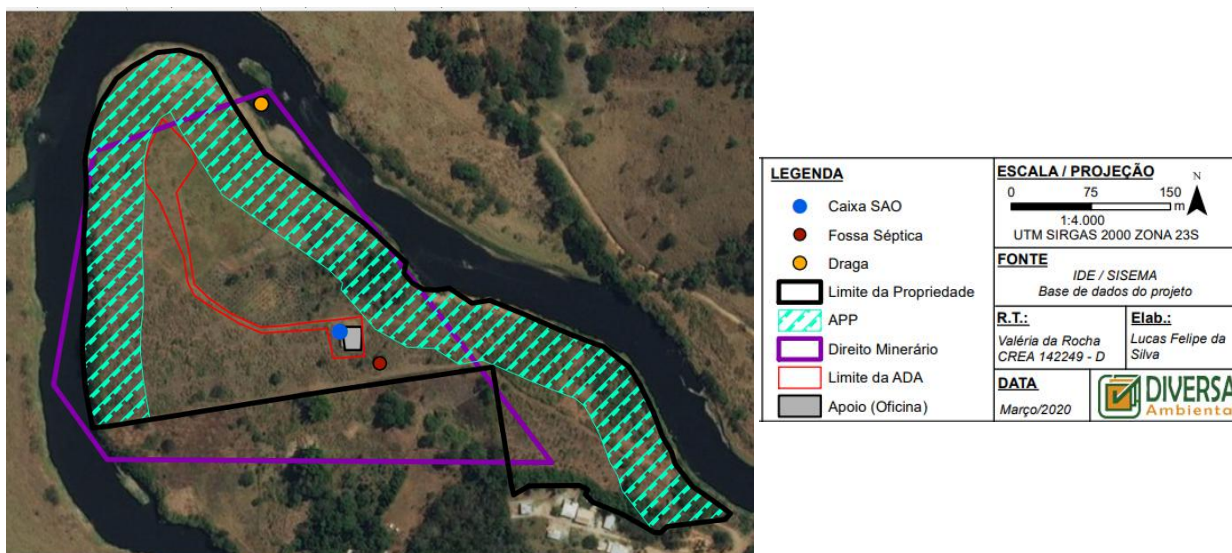 LEGENDA
Caixa SAO
Fossa Séptica
Draga
Limite da Propriedade
APP
Direito Minerário
Limite da ADA
Apoio (Oficina)
ESCALA / PROJEÇÃO
N
0 75 150
m
1:4.000
UTM SIRGAS 2000 ZONA 23S
FONTE
IDE / SISEMA
Base de dados do projeto
R.T.:
Valéria da Rocha
CREA 142249 - D
Elab.:
Lucas Felipe da
Silva
DATA
Março/2020
DIVERSA
Ambienta